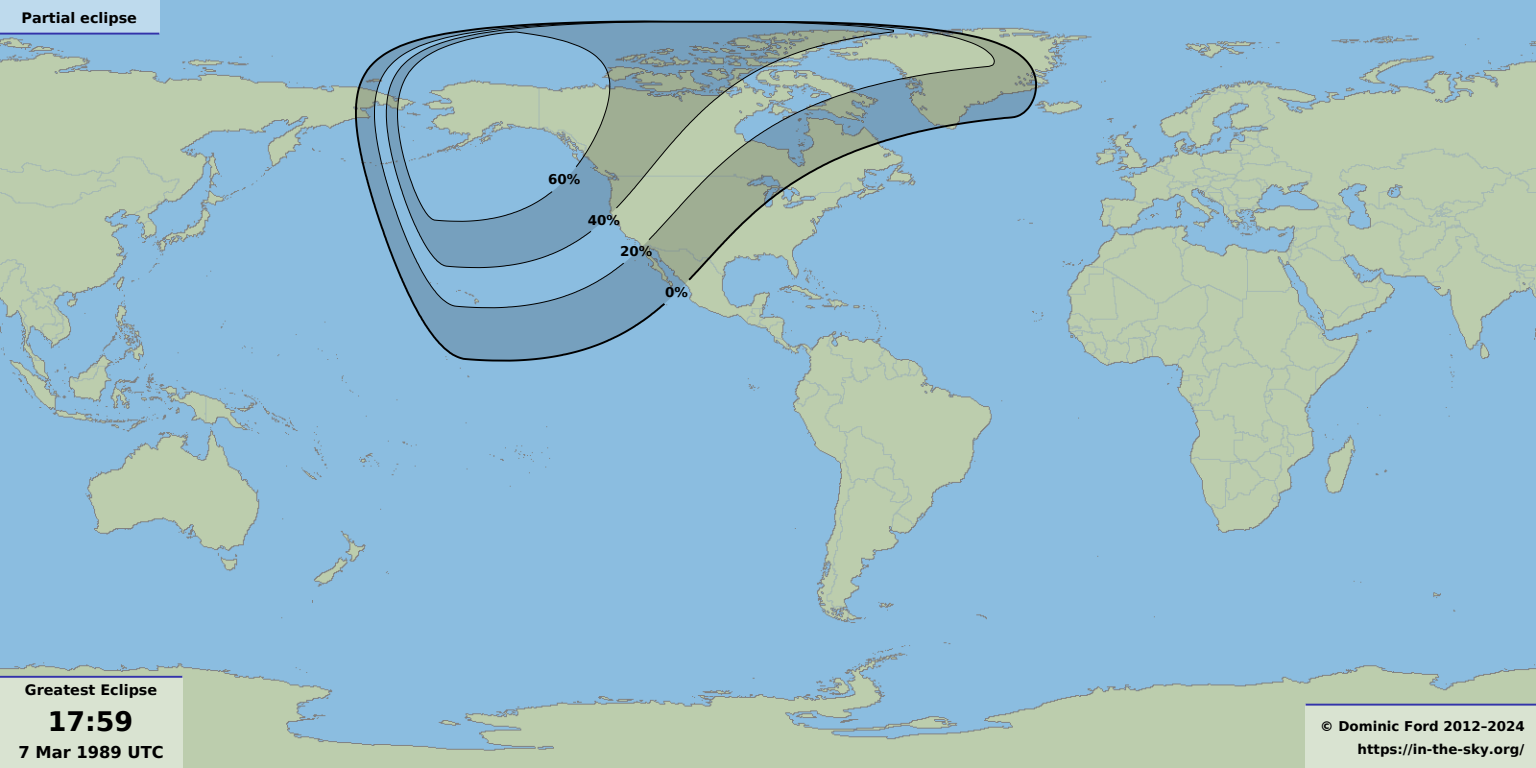 Partial eclipse
60%
40%
20%
0%
Greatest Eclipse
17:59
7 Mar 1989 UTC
© Dominic Ford 2012–2024
https://in-the-sky.org/